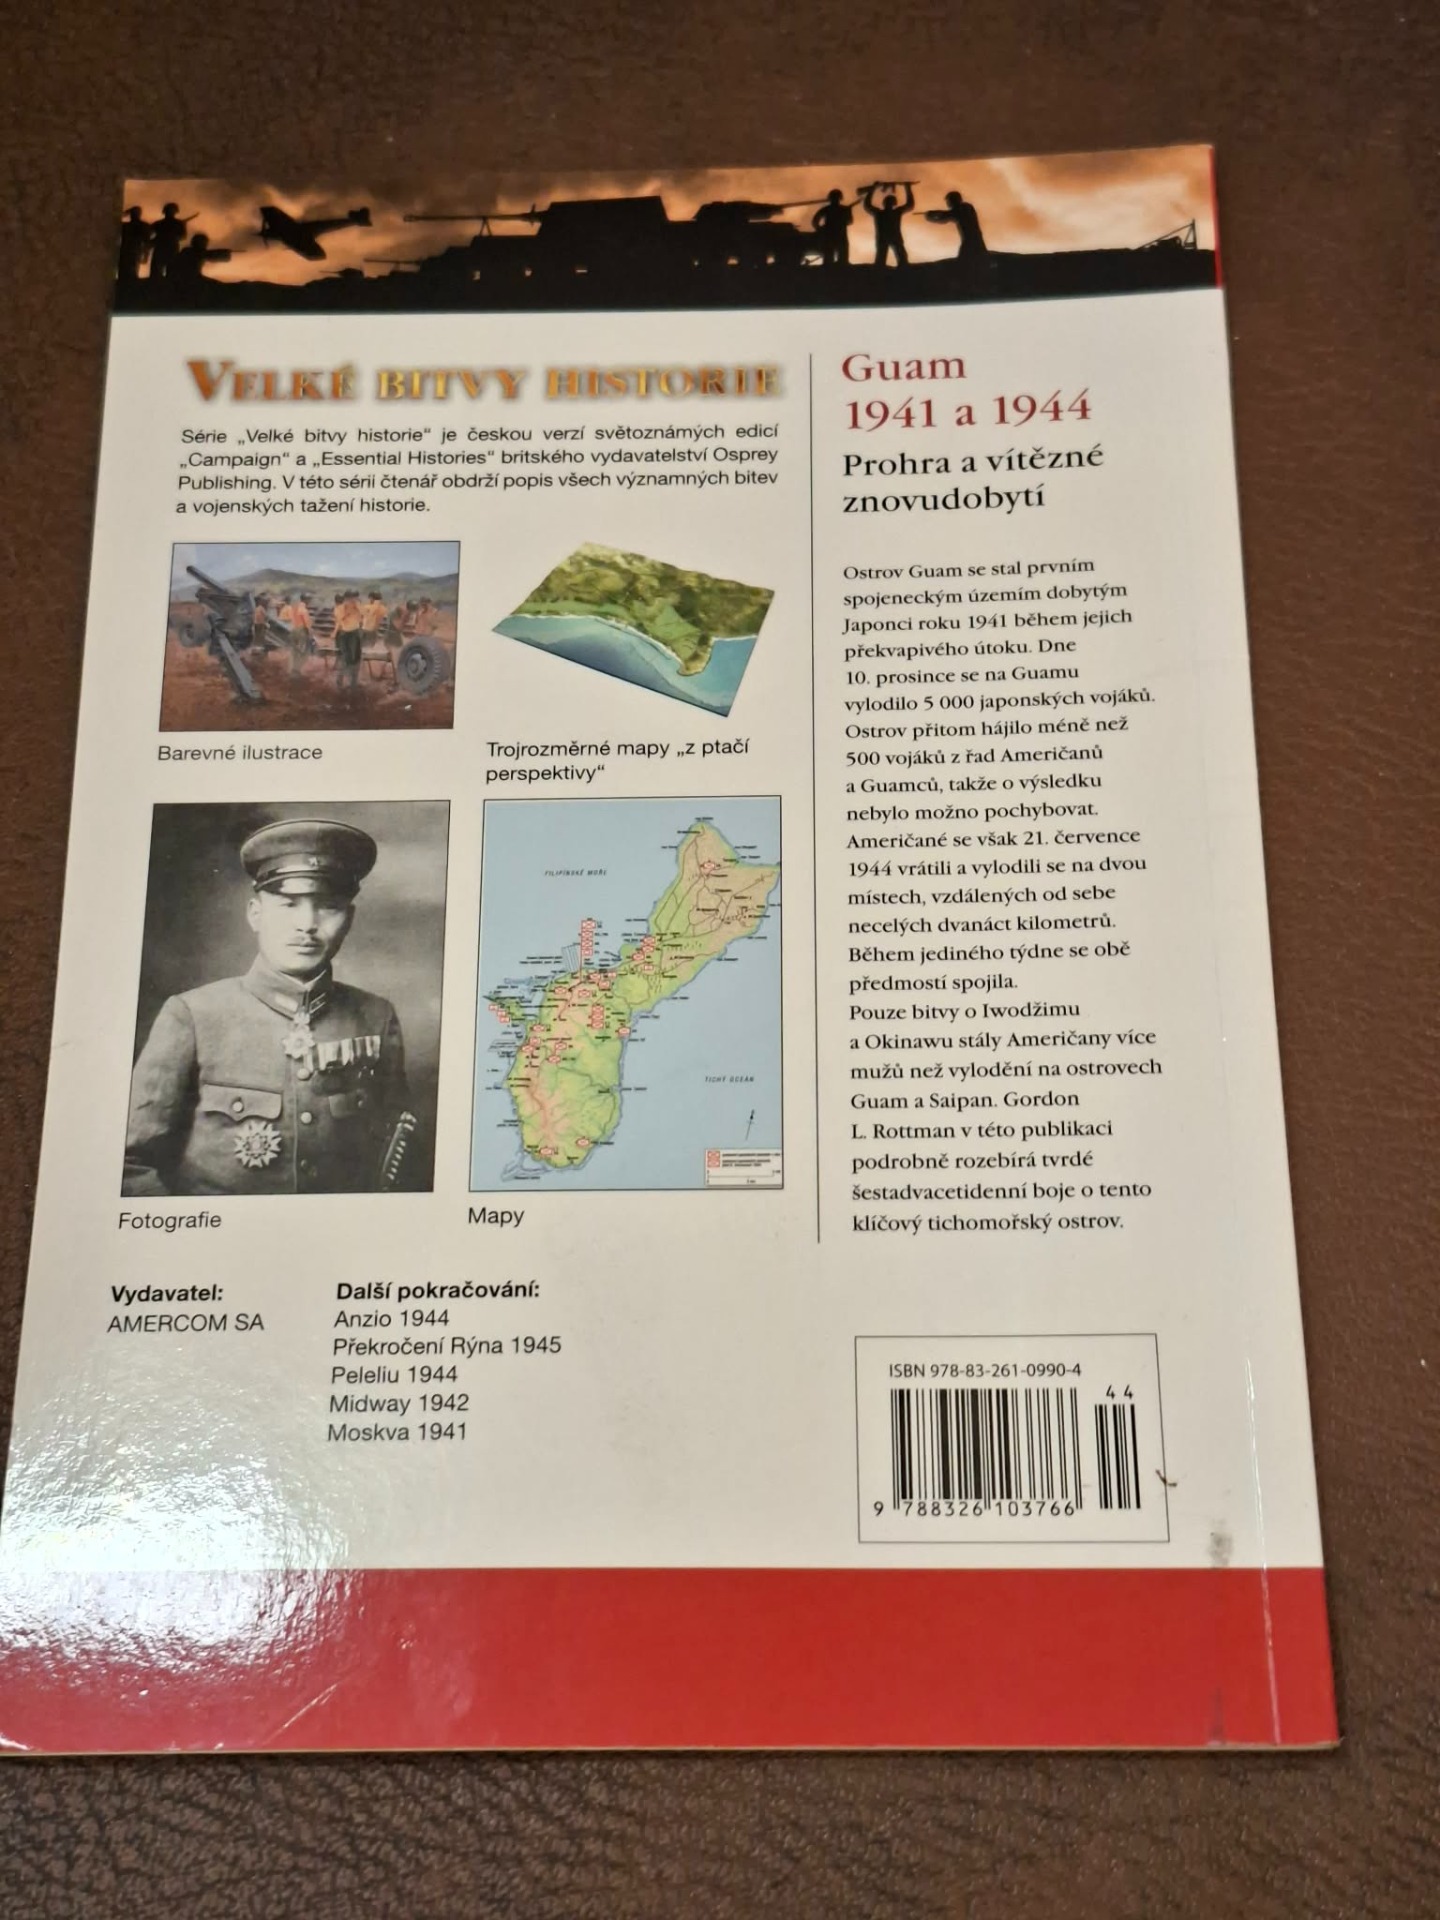 VELKÉ BITVY HISTORIE
Série „Velké bitvy historie“ je českou verzí světoznámých edicí
„Campaign“ a „Essential Histories“ britského vydavatelství Osprey
Publishing. V této sérii čtenář obdrží popis všech významných bitev
a vojenských tažení historie.
Barevné ilustrace
Trojrozměrné mapy „z ptačí
perspektivy“
FILIPÍNSKÉ MOŘE
TICHÝ OCEÁN
Fotografie
Mapy
Vydavatel:
AMERCOM SA
Další pokračování:
Anzio 1944
Překročení Rýna 1945
Peleliu 1944
Midway 1942
Moskva 1941
Guam
1941 a 1944
Prohra a vítězné
znovudobytí
Ostrov Guam se stal prvním
spojeneckým územím dobytým
Japonci roku 1941 během jejich
překvapivého útoku. Dne
10. prosince se na Guamu
vylodilo 5 000 japonských vojáků.
Ostrov přitom hájilo méně než
500 vojáků z řad Američanů
a Guamců, takže o výsledku
nebylo možno pochybovat.
Američané se však 21. července
1944 vrátili a vylodili se na dvou
místech, vzdálených od sebe
necelých dvanáct kilometrů.
Během jediného týdne se obě
předmostí spojila.
Pouze bitvy o Iwodžimu
a Okinawu stály Američany více
mužů než vylodění na ostrovech
Guam a Saipan. Gordon
L. Rottman v této publikaci
podrobně rozebírá tvrdé
šestadvacetidenní boje o tento
klíčový tichomořský ostrov.
ISBN 978-83-261-0990-4
44
9 788326 103766